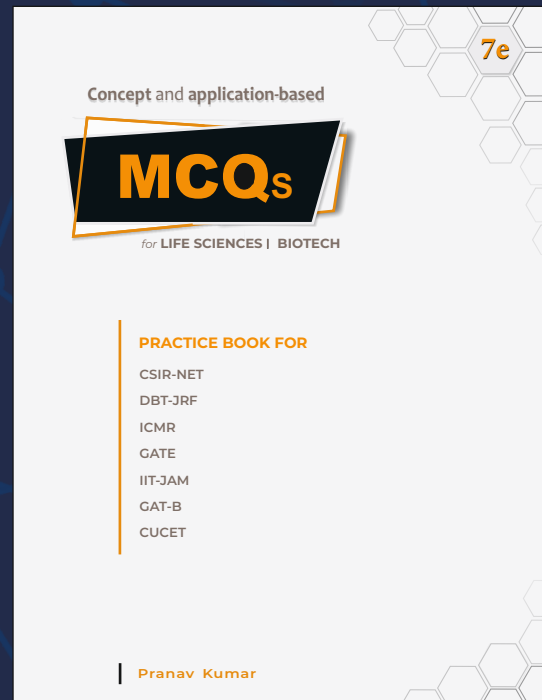 7e
Concept and application-based
MCQs
for LIFE SCIENCES | BIOTECH
PRACTICE BOOK FOR
CSIR-NET
DBT-JRF
ICMR
GATE
IIT-JAM
GAT-B
CUCET
Pranav Kumar